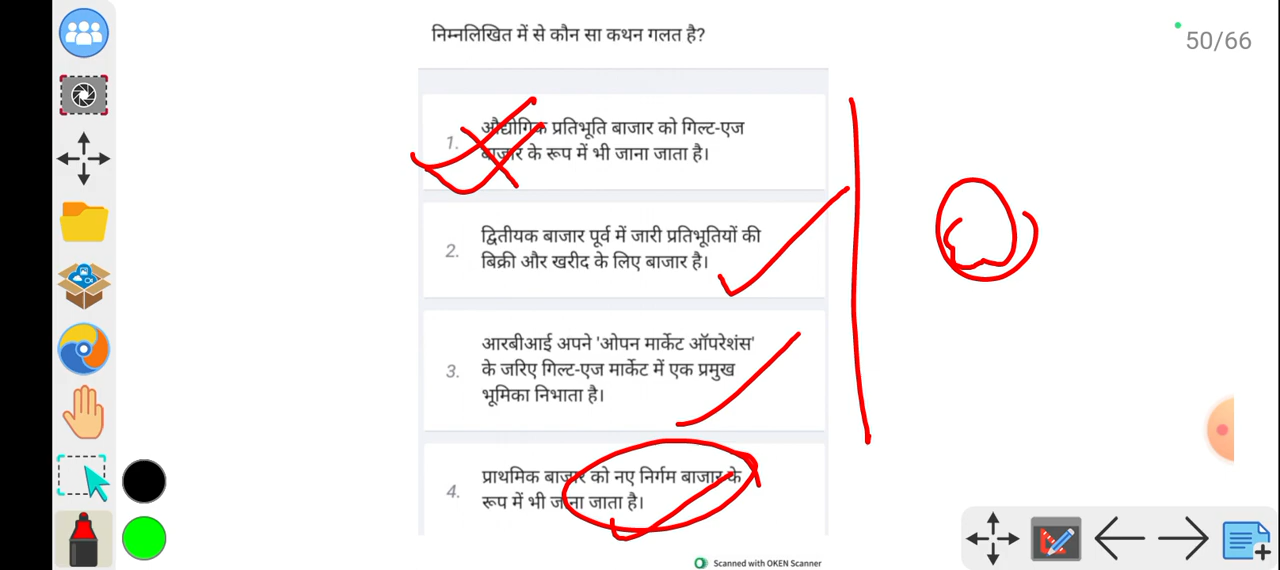 निम्नलिखित में से कौन सा कथन गलत है?
50/66
1. औद्योगिक प्रतिभूति बाजार को गिल्ट-एज
बाजार के रूप में भी जाना जाता है।
2. द्वितीयक बाजार पूर्व में जारी प्रतिभूतियों की
बिक्री और खरीद के लिए बाजार है।
3. आरबीआई अपने 'ओपन मार्केट ऑपरेशंस'
के जरिए गिल्ट-एज मार्केट में एक प्रमुख
भूमिका निभाता है।
4. प्राथमिक बाजार को नए निर्गम बाजार के
रूप में भी जाना जाता है।
Scanned with OKEN Scanner